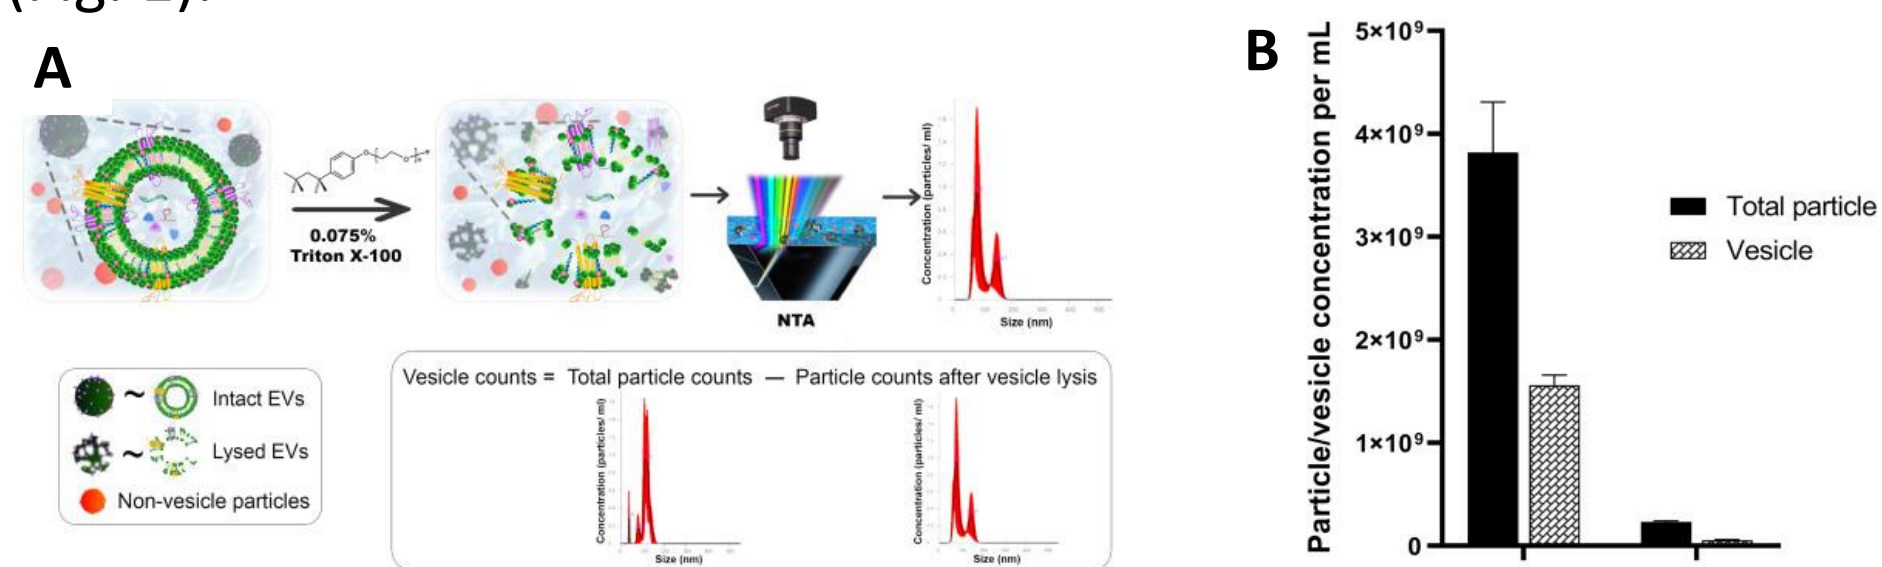 A
0.075%
Triton X-100
Concentration (particles/ ml)
Size (nm)
NTA
Intact EVs
Lysed EVs
Non-vesicle particles
Vesicle counts = Total particle counts — Particle counts after vesicle lysis
Concentration (particles/ ml)
Size (nm)
Concentration (particles/ ml)
Size (nm)
B
Particle/vesicle concentration per mL
5×10⁹
4×10⁹
3×10⁹
2×10⁹
1×10⁹
0
Total particle
Vesicle